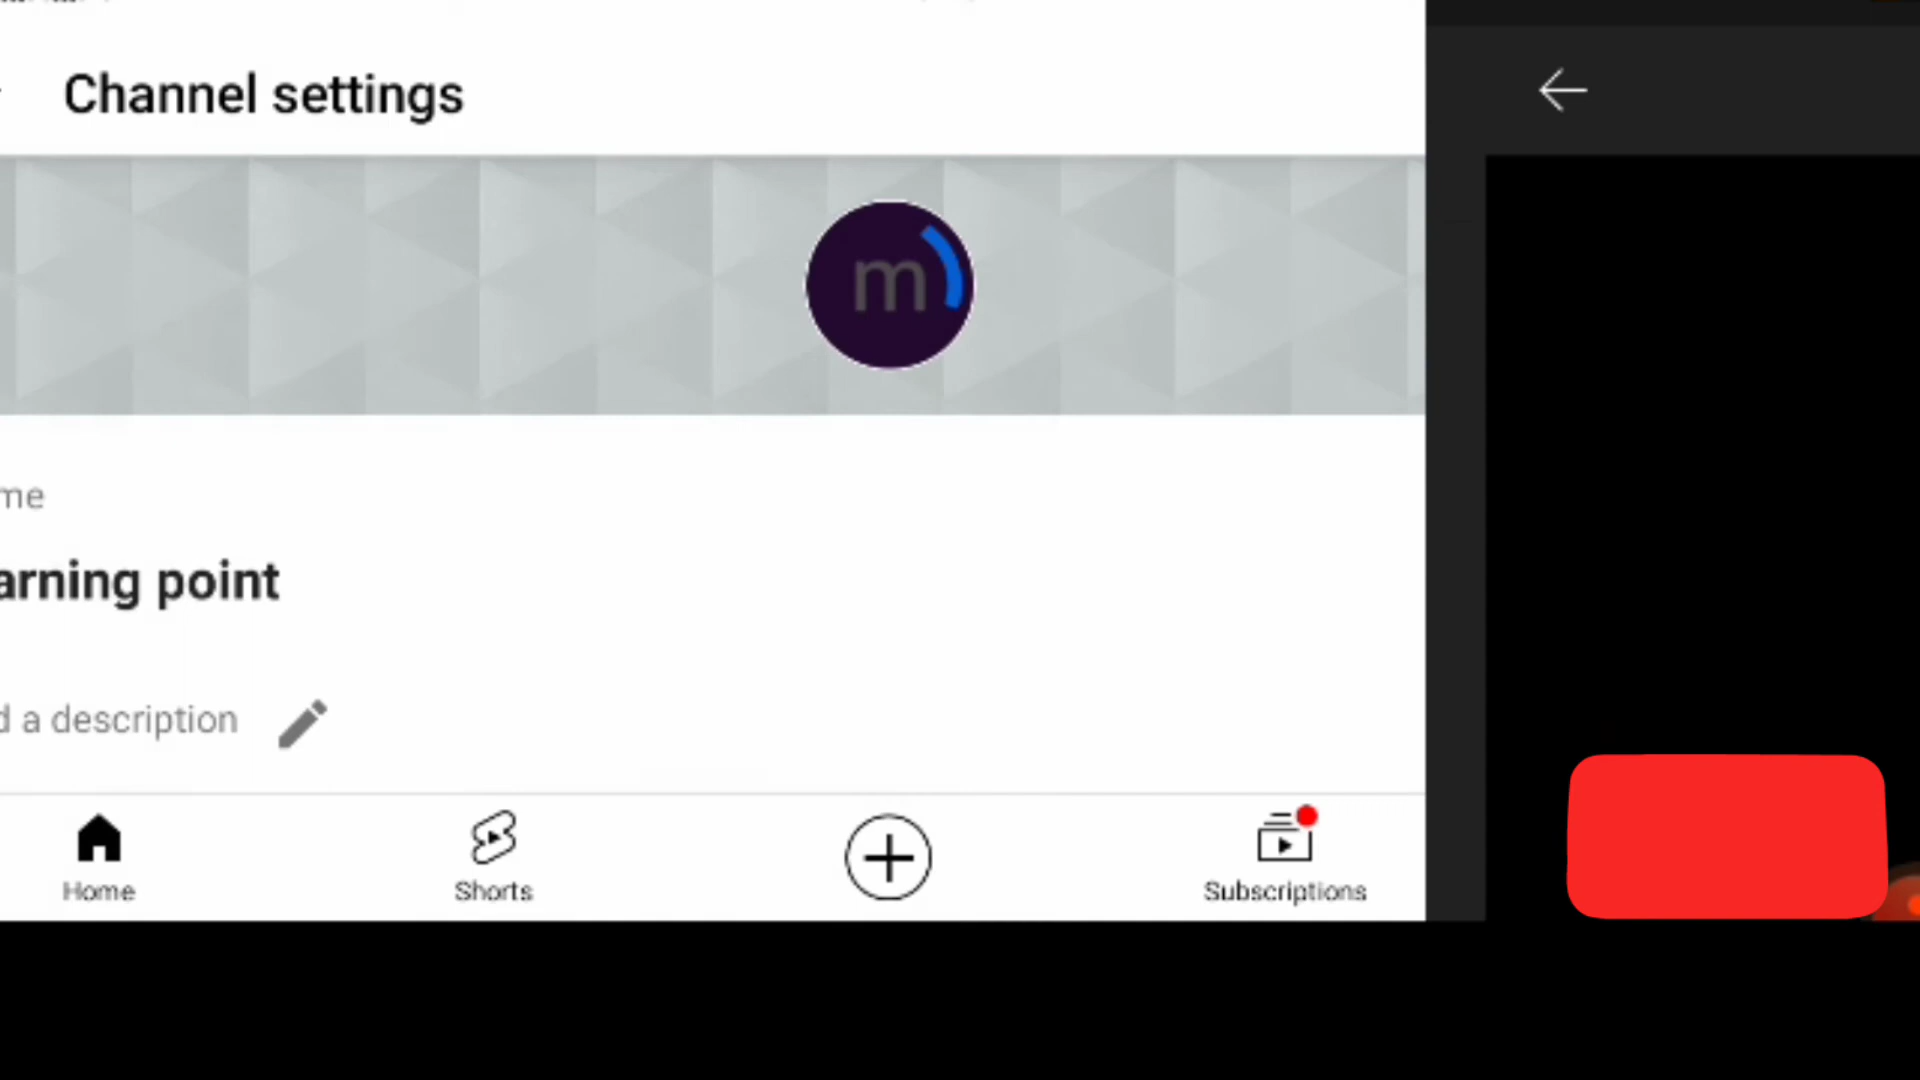 Channel settings
m
me
arning point
d a description
Home
Shorts
Subscriptions